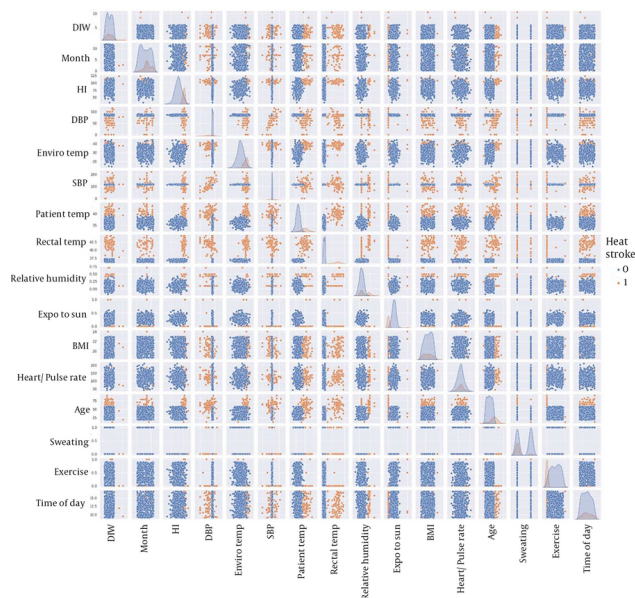 DIW
Month
HI
DBP
Enviro temp
SBP
Patient temp
Rectal temp
Relative humidity
Expo to sun
BMI
Heart/ Pulse rate
Age
Sweating
Exercise
Time of day
Heat
stroke
0
1
DIW
Month
HI
DBP
Enviro temp
SBP
Patient temp
Rectal temp
Relative humidity
Expo to sun
BMI
Heart/ Pulse rate
Age
Sweating
Exercise
Time of day